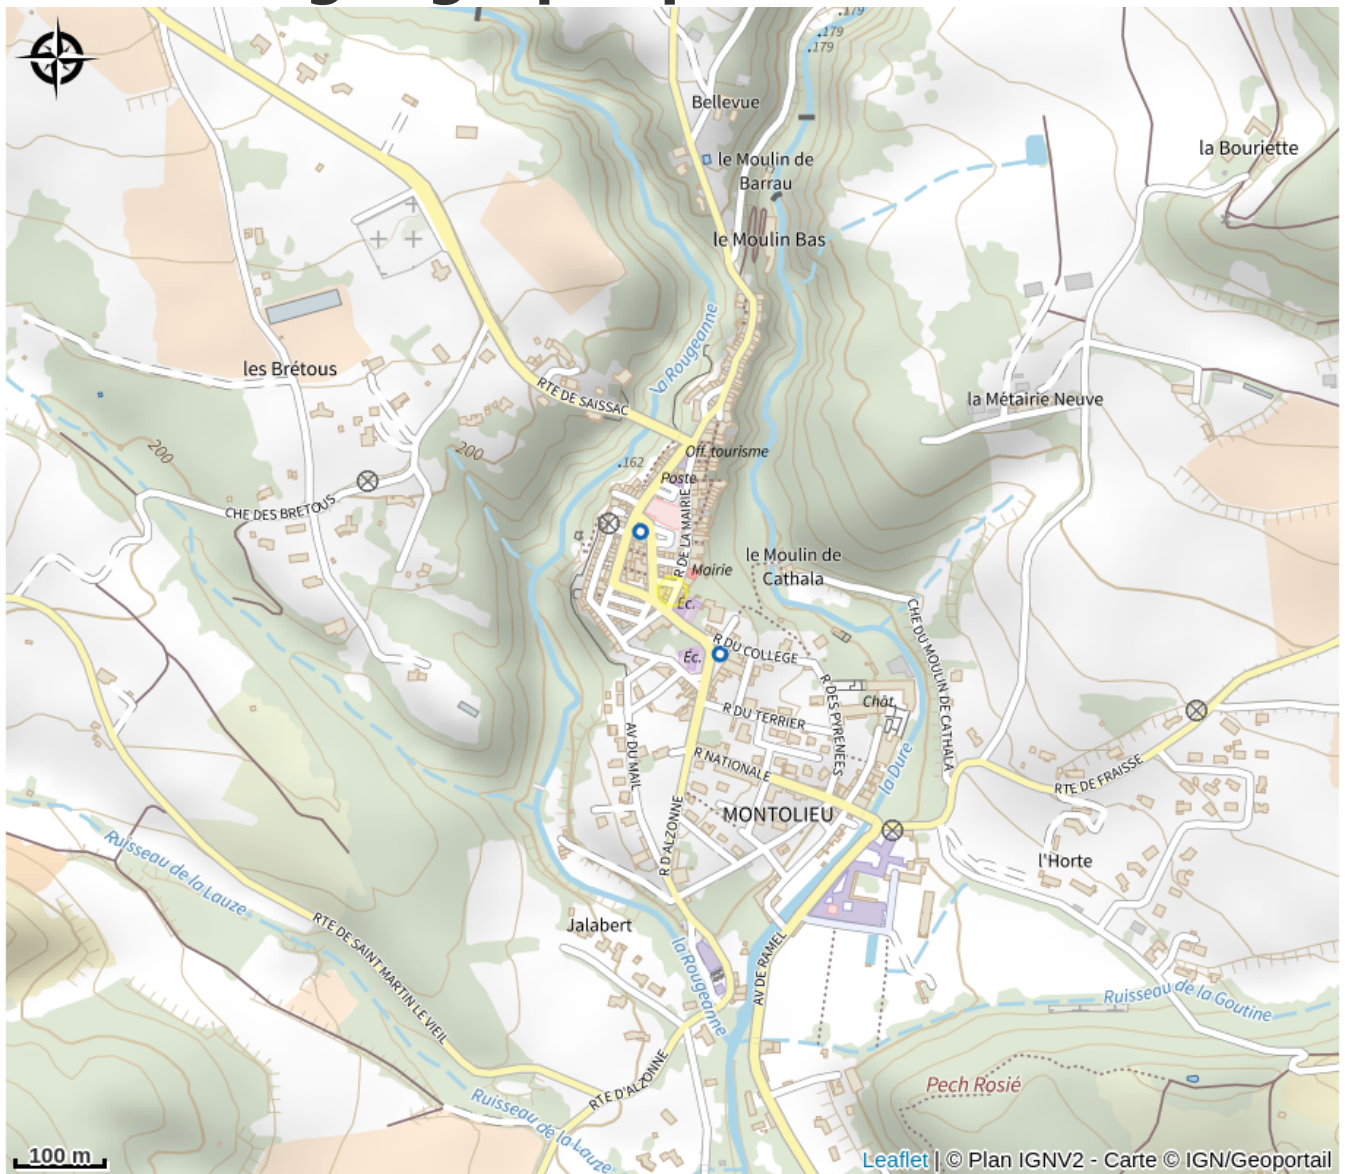 179
.179
.179
Bellevue
la Bouriette
le Moulin de
Barrau
le Moulin Bas
la Rougeanne
les Brétous
RTE DE SAISSAC
la Métairie Neuve
200
200
.162
Off. tourisme
Poste
CHE DES BRETOUS
R DE LA MAIRIE
le Moulin de
Cathala
Mairie
Éc.
CHE DU MOULIN DE CATHALA
R DU COLLEGE
Éc.
R DES PYRENEES
Chât.
R DU TERRIER
AV DU MAIL
R NATIONALE
la Dure
RTE DE FRAISSE
MONTOLIEU
R D'ALZONNE
l'Horte
Ruisseau de la Lauze
Jalabert
RTE DE SAINT MARTIN LE VIEIL
la Rougeanne
AV DE RAMEL
Ruisseau de la Goutine
Pech Rosié
RTE D'ALZONNE
Ruisseau de la Lauze
100 m
Leaflet | © Plan IGNV2 - Carte © IGN/Geoportail